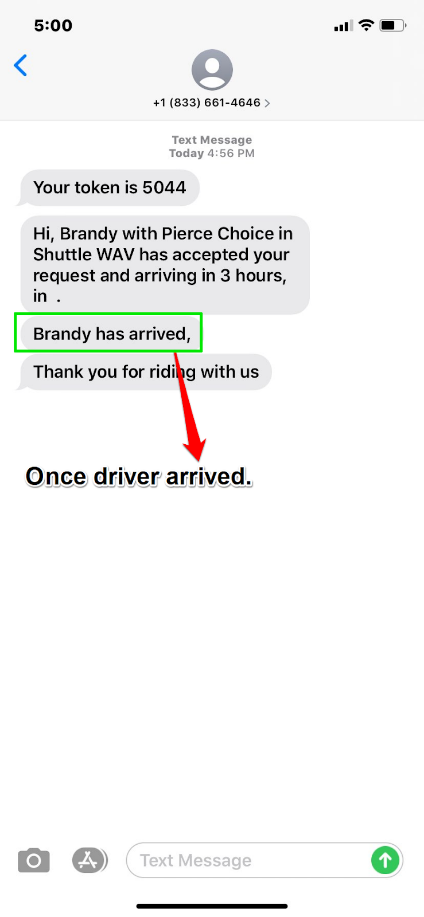 5:00
+1 (833) 661-4646 >
Text Message
Today 4:56 PM
Your token is 5044
Hi, Brandy with Pierce Choice in
Shuttle WAV has accepted your
request and arriving in 3 hours,
in .
Brandy has arrived,
Thank you for riding with us
Once driver arrived.
Text Message